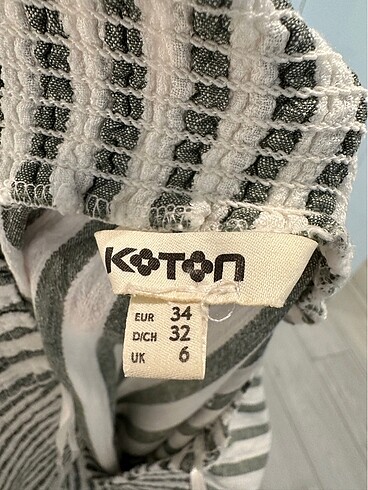 KOTON
EUR 34
D/CH 32
UK 6